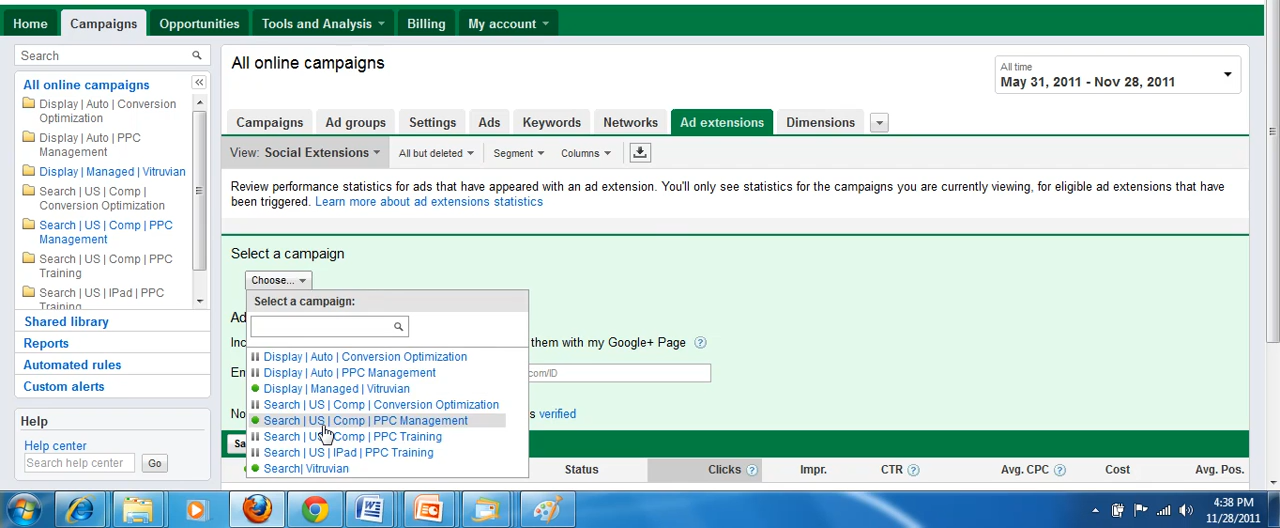 Home
Campaigns
Opportunities
Tools and Analysis
Billing
My account
Search
All online campaigns
Display | Auto | Conversion
Optimization
Display | Auto | PPC
Management
Display | Managed | Vitruvian
Search | US | Comp |
Conversion Optimization
Search | US | Comp | PPC
Management
Search | US | Comp | PPC
Training
Search | US | IPad | PPC
Training
Shared library
Reports
Automated rules
Custom alerts
Help
Help center
Search help center
Go
All online campaigns
All time
May 31, 2011 - Nov 28, 2011
Campaigns
Ad groups
Settings
Ads
Keywords
Networks
Ad extensions
Dimensions
View: Social Extensions
All but deleted
Segment
Columns
Review performance statistics for ads that have appeared with an ad extension. You'll only see statistics for the campaigns you are currently viewing, for eligible ad extensions that have
been triggered. Learn more about ad extensions statistics
Select a campaign
Choose...
Select a campaign:
Display | Auto | Conversion Optimization
Display | Auto | PPC Management
Display | Managed | Vitruvian
Search | US | Comp | Conversion Optimization
Search | US | Comp | PPC Management
Search | US | Comp | PPC Training
Search | US | IPad | PPC Training
Search| Vitruvian
them with my Google+ Page ?
com/ID
verified
Status
Clicks ?
Impr.
CTR ?
Avg. CPC ?
Cost
Avg. Pos.
4:38 PM
11/28/2011